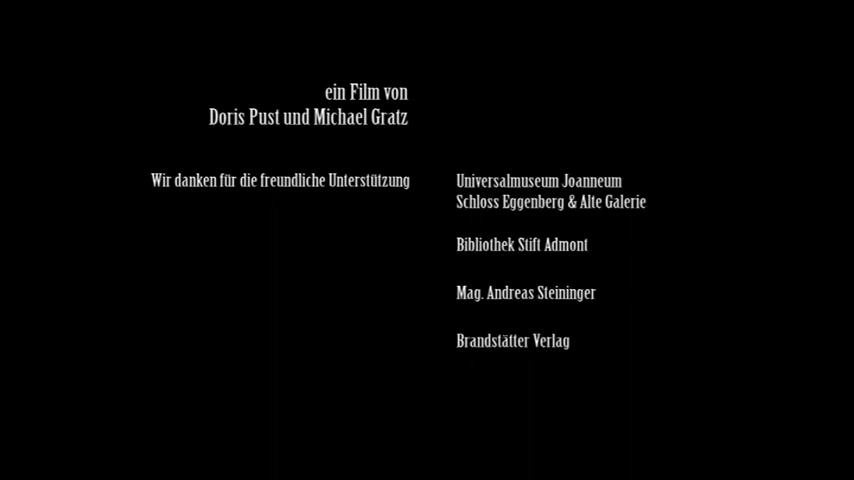 ein Film von
Doris Pust und Michael Gratz
Wir danken für die freundliche Unterstützung
Universalmuseum Joanneum
Schloss Eggenberg & Alte Galerie
Bibliothek Stift Admont
Mag. Andreas Steininger
Brandstätter Verlag